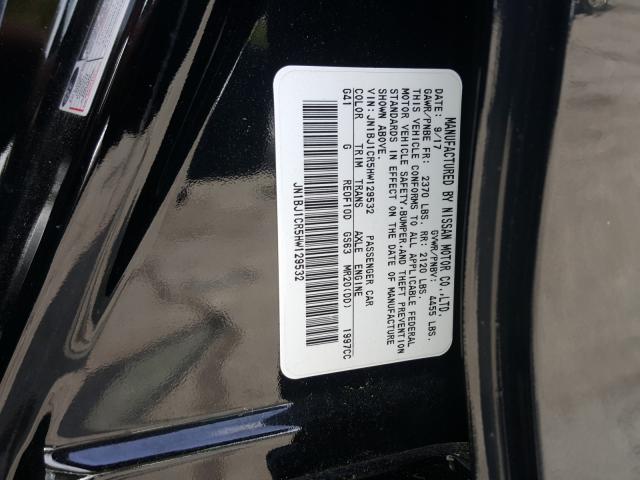 MANUFACTURED BY NISSAN MOTOR CO.,LTD.
DATE: 9/17 GVWR/PNBV: 4455 LBS.
GAWR/PNBE FR: 2370 LBS. RR: 2120 LBS.
THIS VEHICLE CONFORMS TO ALL APPLICABLE FEDERAL
MOTOR VEHICLE SAFETY,BUMPER,AND THEFT PREVENTION
STANDARDS IN EFFECT ON THE DATE OF MANUFACTURE
SHOWN ABOVE.
VIN: JN1BJ1CR5HW129532 PASSENGER CAR
COLOR TRIM TRANS AXLE ENGINE
G41 G RE0F10D GS63 MR20(DD) 1997CC
JN1BJ1CR5HW129532